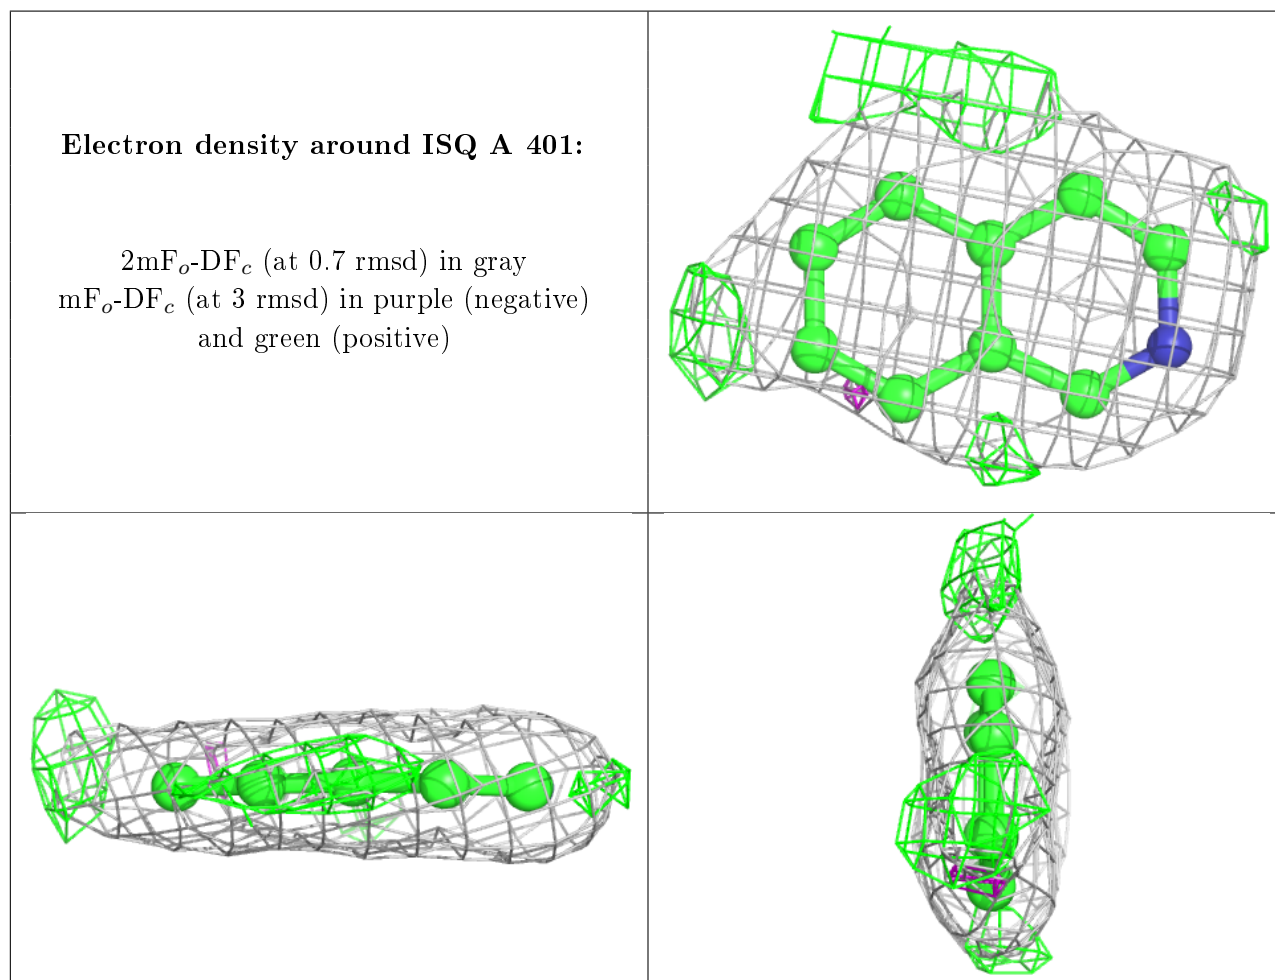 Electron density around ISQ A 401:
2mF$_o$-DF$_c$ (at 0.7 rmsd) in gray
mF$_o$-DF$_c$ (at 3 rmsd) in purple (negative)
and green (positive)